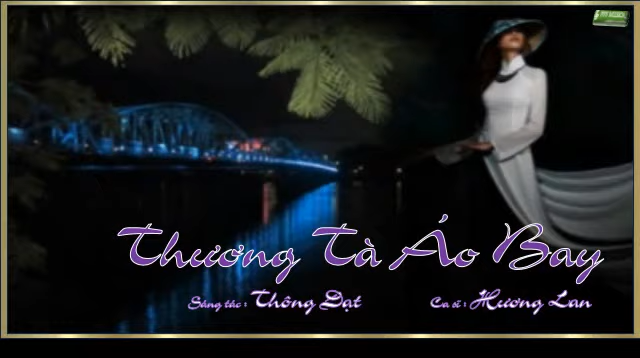 Thương Tà Áo Bay
Sáng tác : Thông Đạt
Ca sĩ : Hương Lan